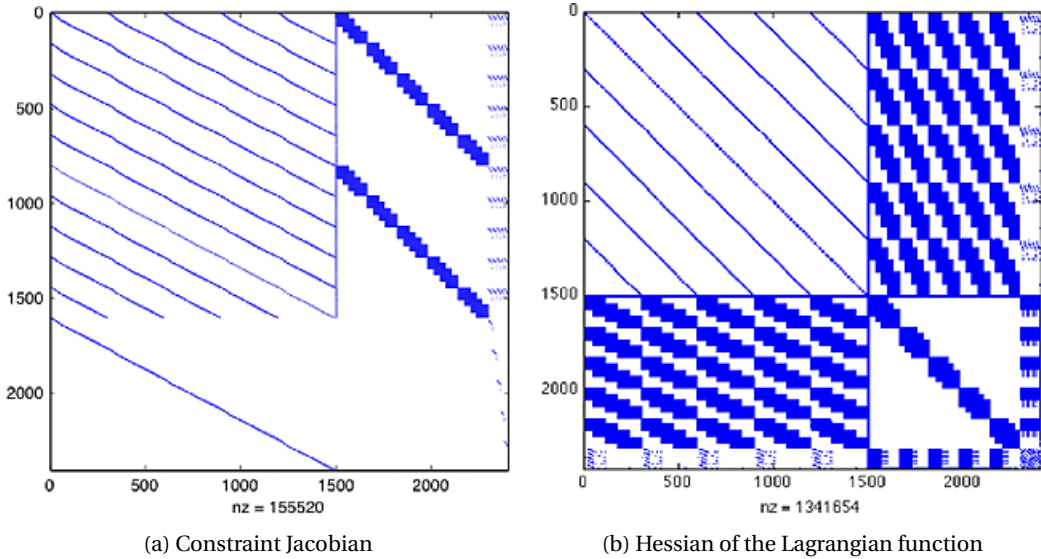 0
500
1000
1500
2000
0 500 1000 1500 2000
nz = 155520
(a) Constraint Jacobian
0
500
1000
1500
2000
0 500 1000 1500 2000
nz = 1341654
(b) Hessian of the Lagrangian function